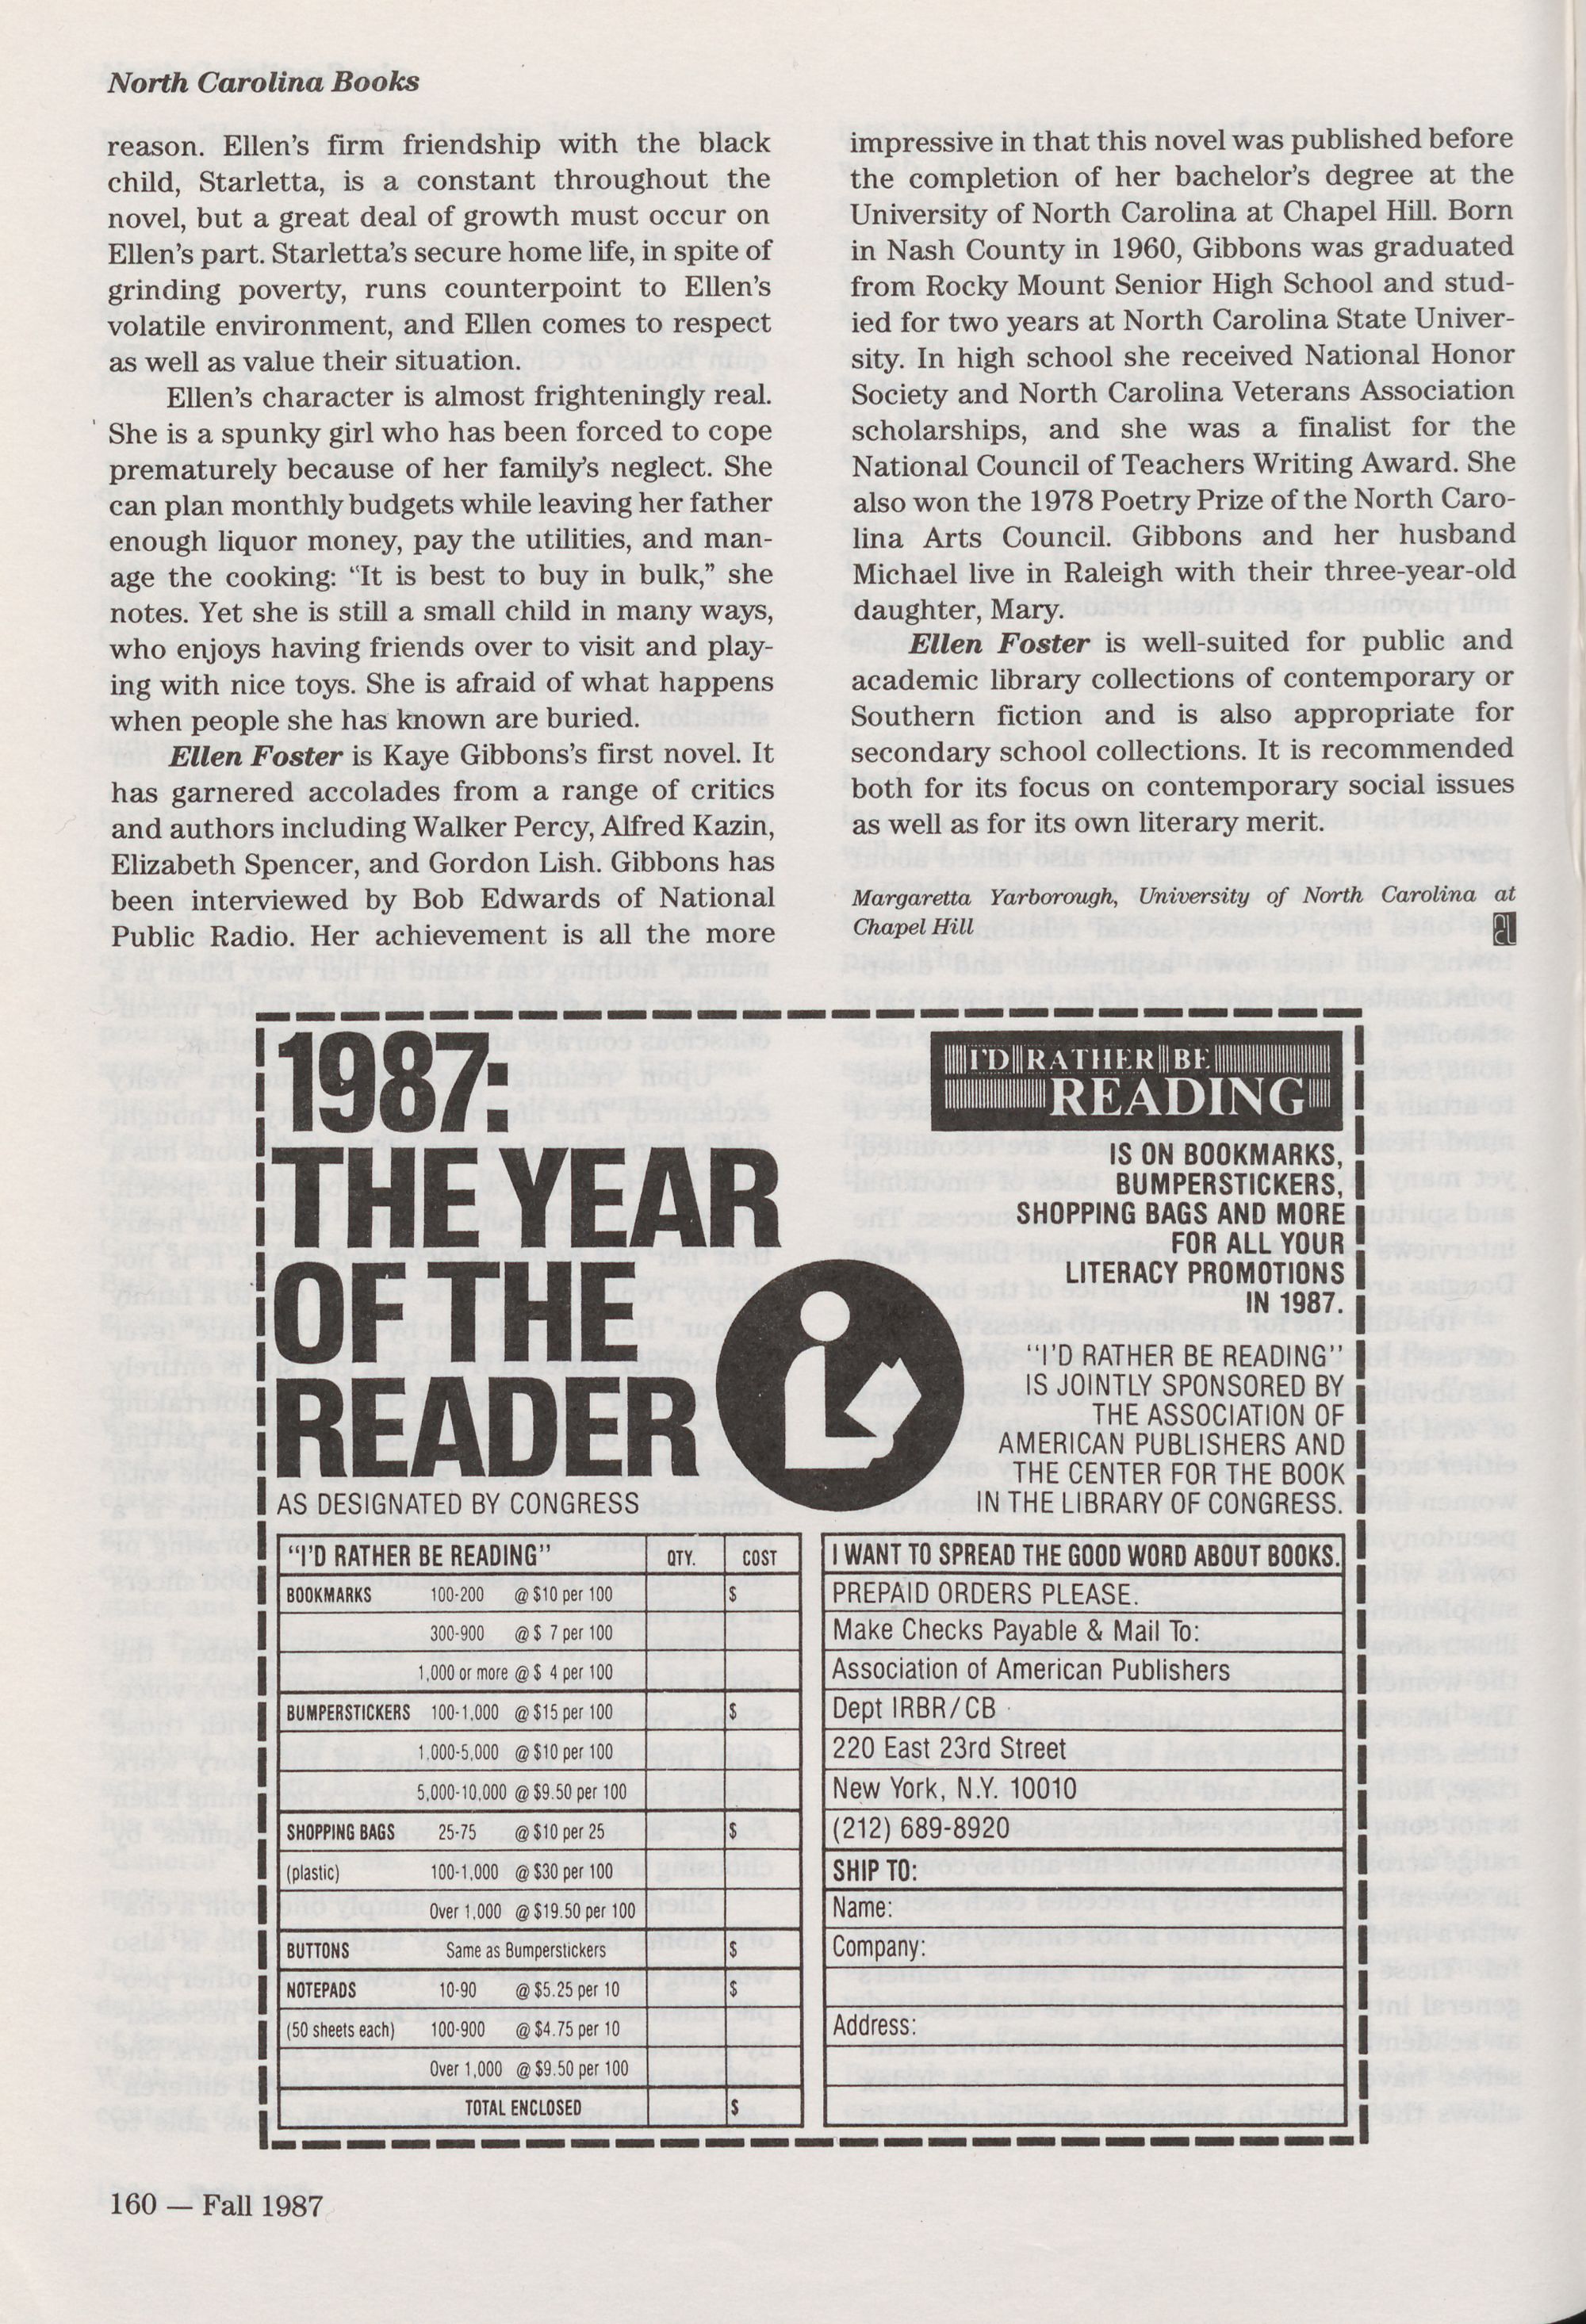 North Carolina Books
reason. Ellen's firm friendship with the black
child, Starletta, is a constant throughout the
novel, but a great deal of growth must occur on
Ellen's part. Starletta's secure home life, in spite of
grinding poverty, runs counterpoint to Ellen's
volatile environment, and Ellen comes to respect
as well as value their situation.
Ellen's character is almost frighteningly real.
She is a spunky girl who has been forced to cope
prematurely because of her family's neglect. She
can plan monthly budgets while leaving her father
enough liquor money, pay the utilities, and man-
age the cooking: "It is best to buy in bulk," she
notes. Yet she is still a small child in many ways,
who enjoys having friends over to visit and play-
ing with nice toys. She is afraid of what happens
when people she has known are buried.
Ellen Foster is Kaye Gibbons's first novel. It
has garnered accolades from a range of critics
and authors including Walker Percy, Alfred Kazin,
Elizabeth Spencer, and Gordon Lish. Gibbons has
been interviewed by Bob Edwards of National
Public Radio. Her achievement is all the more
impressive in that this novel was published before
the completion of her bachelor's degree at the
University of North Carolina at Chapel Hill. Born
in Nash County in 1960, Gibbons was graduated
from Rocky Mount Senior High School and stud-
ied for two years at North Carolina State Univer-
sity. In high school she received National Honor
Society and North Carolina Veterans Association
scholarships, and she was a finalist for the
National Council of Teachers Writing Award. She
also won the 1978 Poetry Prize of the North Caro-
lina Arts Council. Gibbons and her husband
Michael live in Raleigh with their three-year-old
daughter, Mary.
Ellen Foster is well-suited for public and
academic library collections of contemporary or
Southern fiction and is also appropriate for
secondary school collections. It is recommended
both for its focus on contemporary social issues
as well as for its own literary merit.
Margaretta Yarborough, University of North Carolina at
Chapel Hill
1987:
THE YEAR
OF THE
READER
AS DESIGNATED BY CONGRESS
I'D RATHER BE
READING
IS ON BOOKMARKS,
BUMPERSTICKERS,
SHOPPING BAGS AND MORE
FOR ALL YOUR
LITERACY PROMOTIONS
IN 1987.
"I'D RATHER BE READING"
IS JOINTLY SPONSORED BY
THE ASSOCIATION OF
AMERICAN PUBLISHERS AND
THE CENTER FOR THE BOOK
IN THE LIBRARY OF CONGRESS.
"I'D RATHER BE READING" QTY. COST
BOOKMARKS 100-200 @ $10 per 100 $
300-900 @ $ 7 per 100
1,000 or more @ $ 4 per 100
BUMPERSTICKERS 100-1,000 @ $15 per 100 $
1,000-5,000 @ $10 per 100
5,000-10,000 @ $9.50 per 100
SHOPPING BAGS 25-75 @ $10 per 25 $
(plastic) 100-1,000 @ $30 per 100
Over 1,000 @ $19.50 per 100
BUTTONS Same as Bumperstickers $
NOTEPADS 10-90 @ $5.25 per 10 $
(50 sheets each) 100-900 @ $4.75 per 10
Over 1,000 @ $9.50 per 100
TOTAL ENCLOSED $
I WANT TO SPREAD THE GOOD WORD ABOUT BOOKS.
PREPAID ORDERS PLEASE.
Make Checks Payable & Mail To:
Association of American Publishers
Dept IRBR/CB
220 East 23rd Street
New York, N.Y. 10010
(212) 689-8920
SHIP TO:
Name:
Company:
Address:
160 — Fall 1987